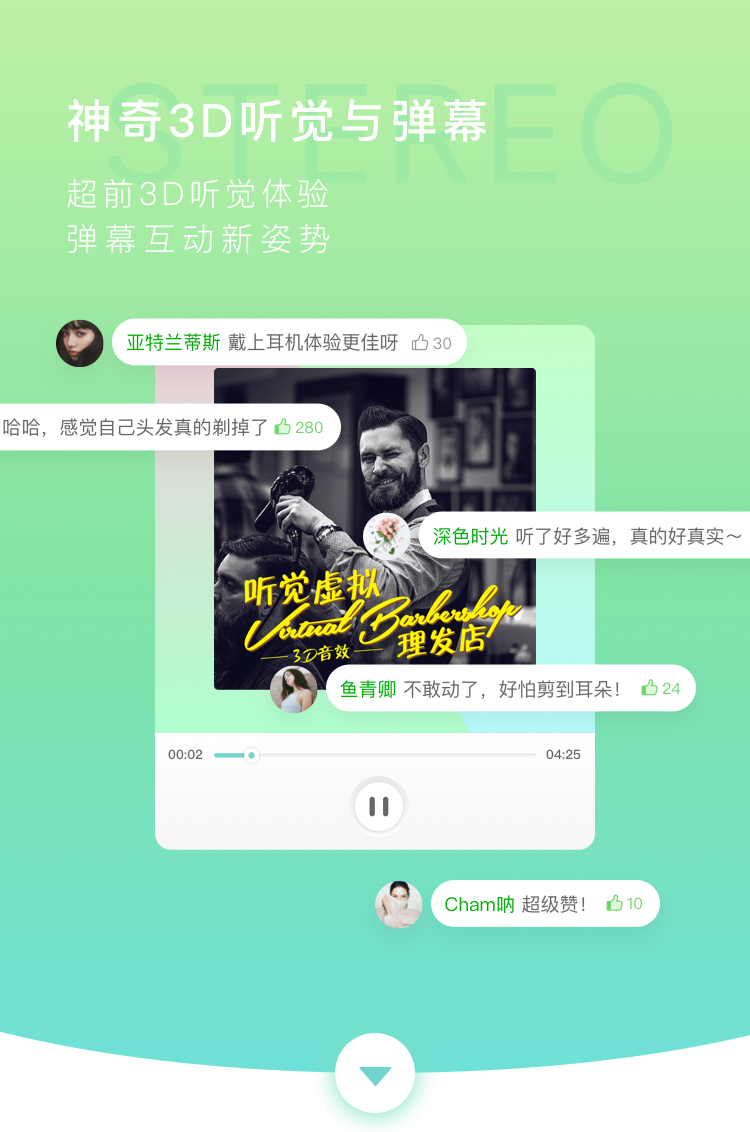 STEREO
神奇3D听觉与弹幕
超前3D听觉体验
弹幕互动新姿势
亚特兰蒂斯 戴上耳机体验更佳呀 30
哈哈，感觉自己头发真的剃掉了 280
深色时光 听了好多遍，真的好真实～
听觉虚拟
Virtual Barbershop
3D音效
理发店
鱼青卿 不敢动了，好怕剪到耳朵！ 24
00:02
04:25
Cham呐 超级赞！ 10